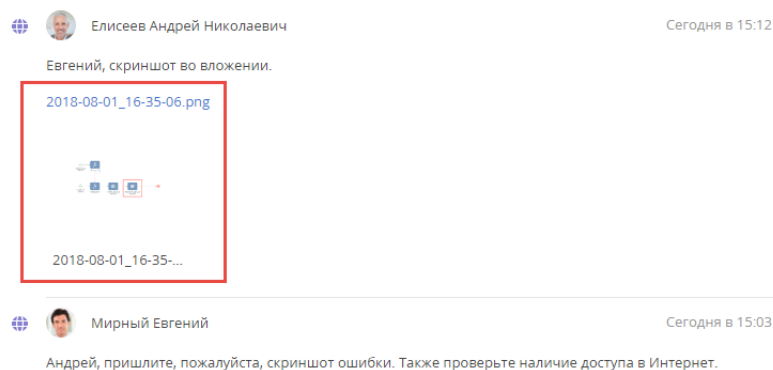 Елисеев Андрей Николаевич
Сегодня в 15:12
Евгений, скриншот во вложении.
2018-08-01_16-35-06.png
2018-08-01_16-35-...
Мирный Евгений
Сегодня в 15:03
Андрей, пришлите, пожалуйста, скриншот ошибки. Также проверьте наличие доступа в Интернет.